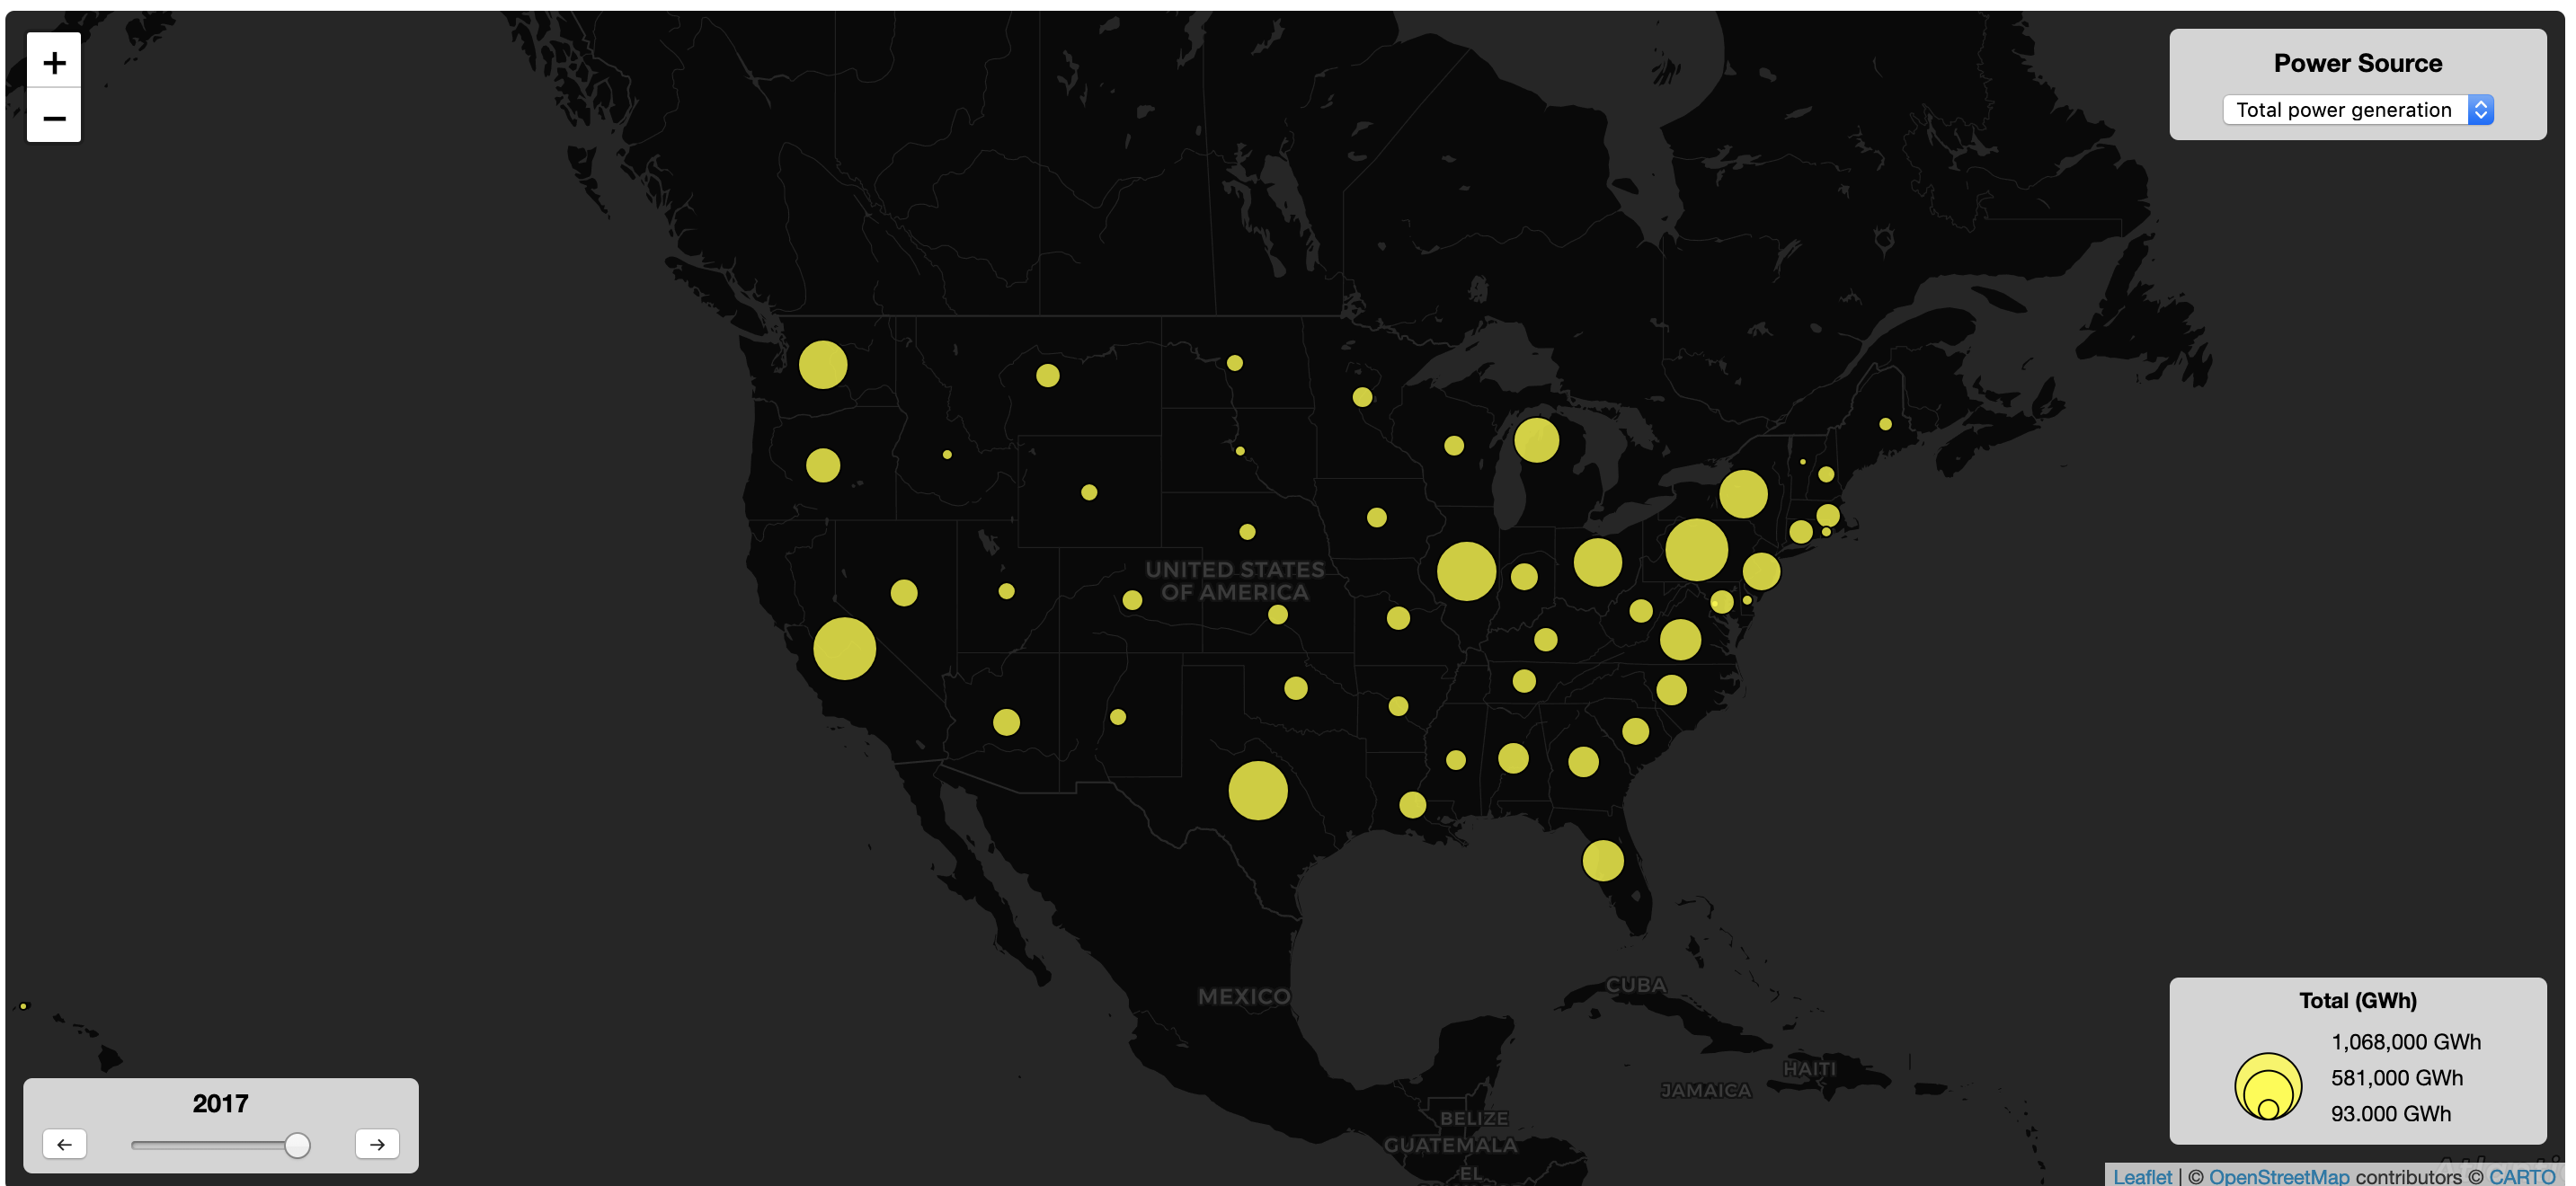 +
−
Power Source
Total power generation
UNITED STATES
OF AMERICA
MEXICO
CUBA
HAITI
JAMAICA
BELIZE
GUATEMALA
EL
2017
←
→
Total (GWh)
1,068,000 GWh
581,000 GWh
93.000 GWh
Leaflet | © OpenStreetMap contributors © CARTO